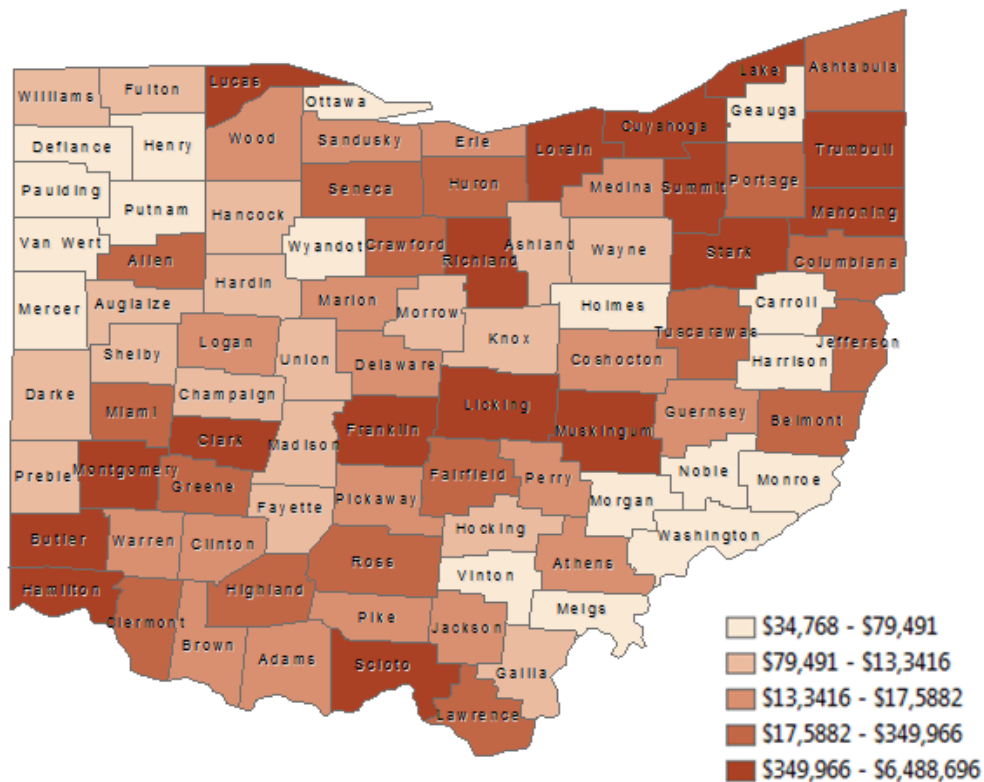 Williams
Fulton
Lucas
Ottawa
Lake
Ashtabula
Geauga
Defiance
Henry
Wood
Sandusky
Erie
Lorain
Cuyahoga
Trumbull
Paulding
Putnam
Seneca
Huron
Medina
Summit
Portage
Mahoning
Van Wert
Allen
Hancock
Wyandot
Crawford
Richland
Ashland
Wayne
Stark
Columbiana
Mercer
Auglaize
Hardin
Marion
Morrow
Holmes
Carroll
Shelby
Logan
Union
Delaware
Knox
Coshocton
Tuscarawas
Harrison
Jefferson
Darke
Miami
Champaign
Clark
Madison
Franklin
Licking
Muskingum
Guernsey
Belmont
Preble
Montgomery
Greene
Fayette
Pickaway
Fairfield
Perry
Morgan
Noble
Monroe
Butler
Warren
Clinton
Ross
Hocking
Athens
Washington
Hamilton
Clermont
Highland
Vinton
Meigs
Brown
Adams
Pike
Jackson
Scioto
Gallia
Lawrence
$34,768 - $79,491
$79,491 - $13,3416
$13,3416 - $17,5882
$17,5882 - $349,966
$349,966 - $6,488,696